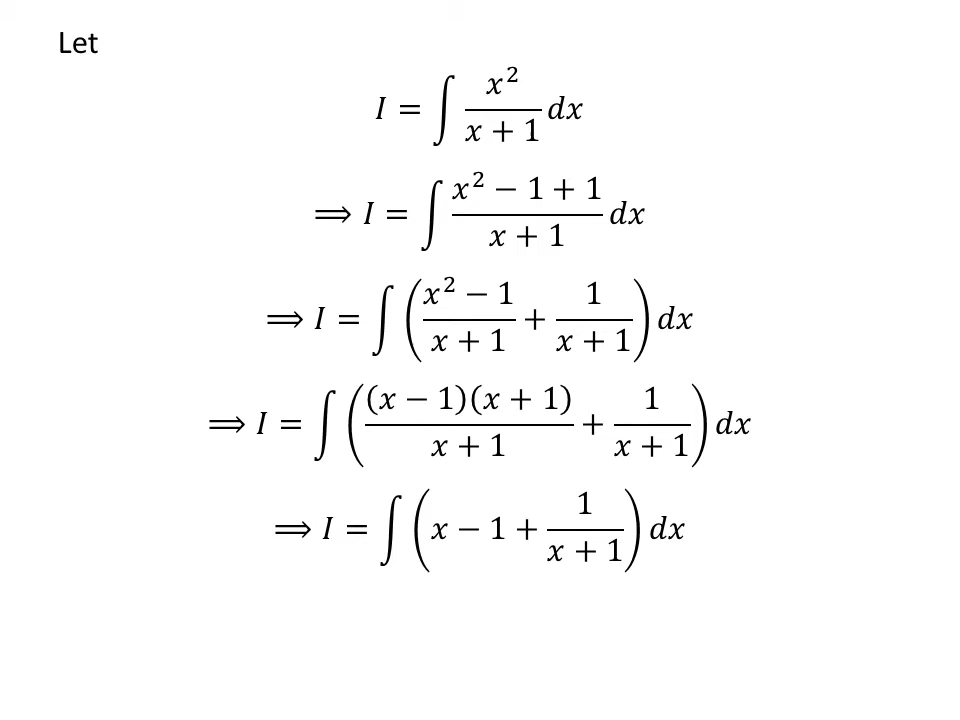 Let
I = ∫ x²/(x + 1) dx
⟹ I = ∫ (x² − 1 + 1)/(x + 1) dx
⟹ I = ∫ ((x² − 1)/(x + 1) + 1/(x + 1)) dx
⟹ I = ∫ ((x − 1)(x + 1)/(x + 1) + 1/(x + 1)) dx
⟹ I = ∫ (x − 1 + 1/(x + 1)) dx